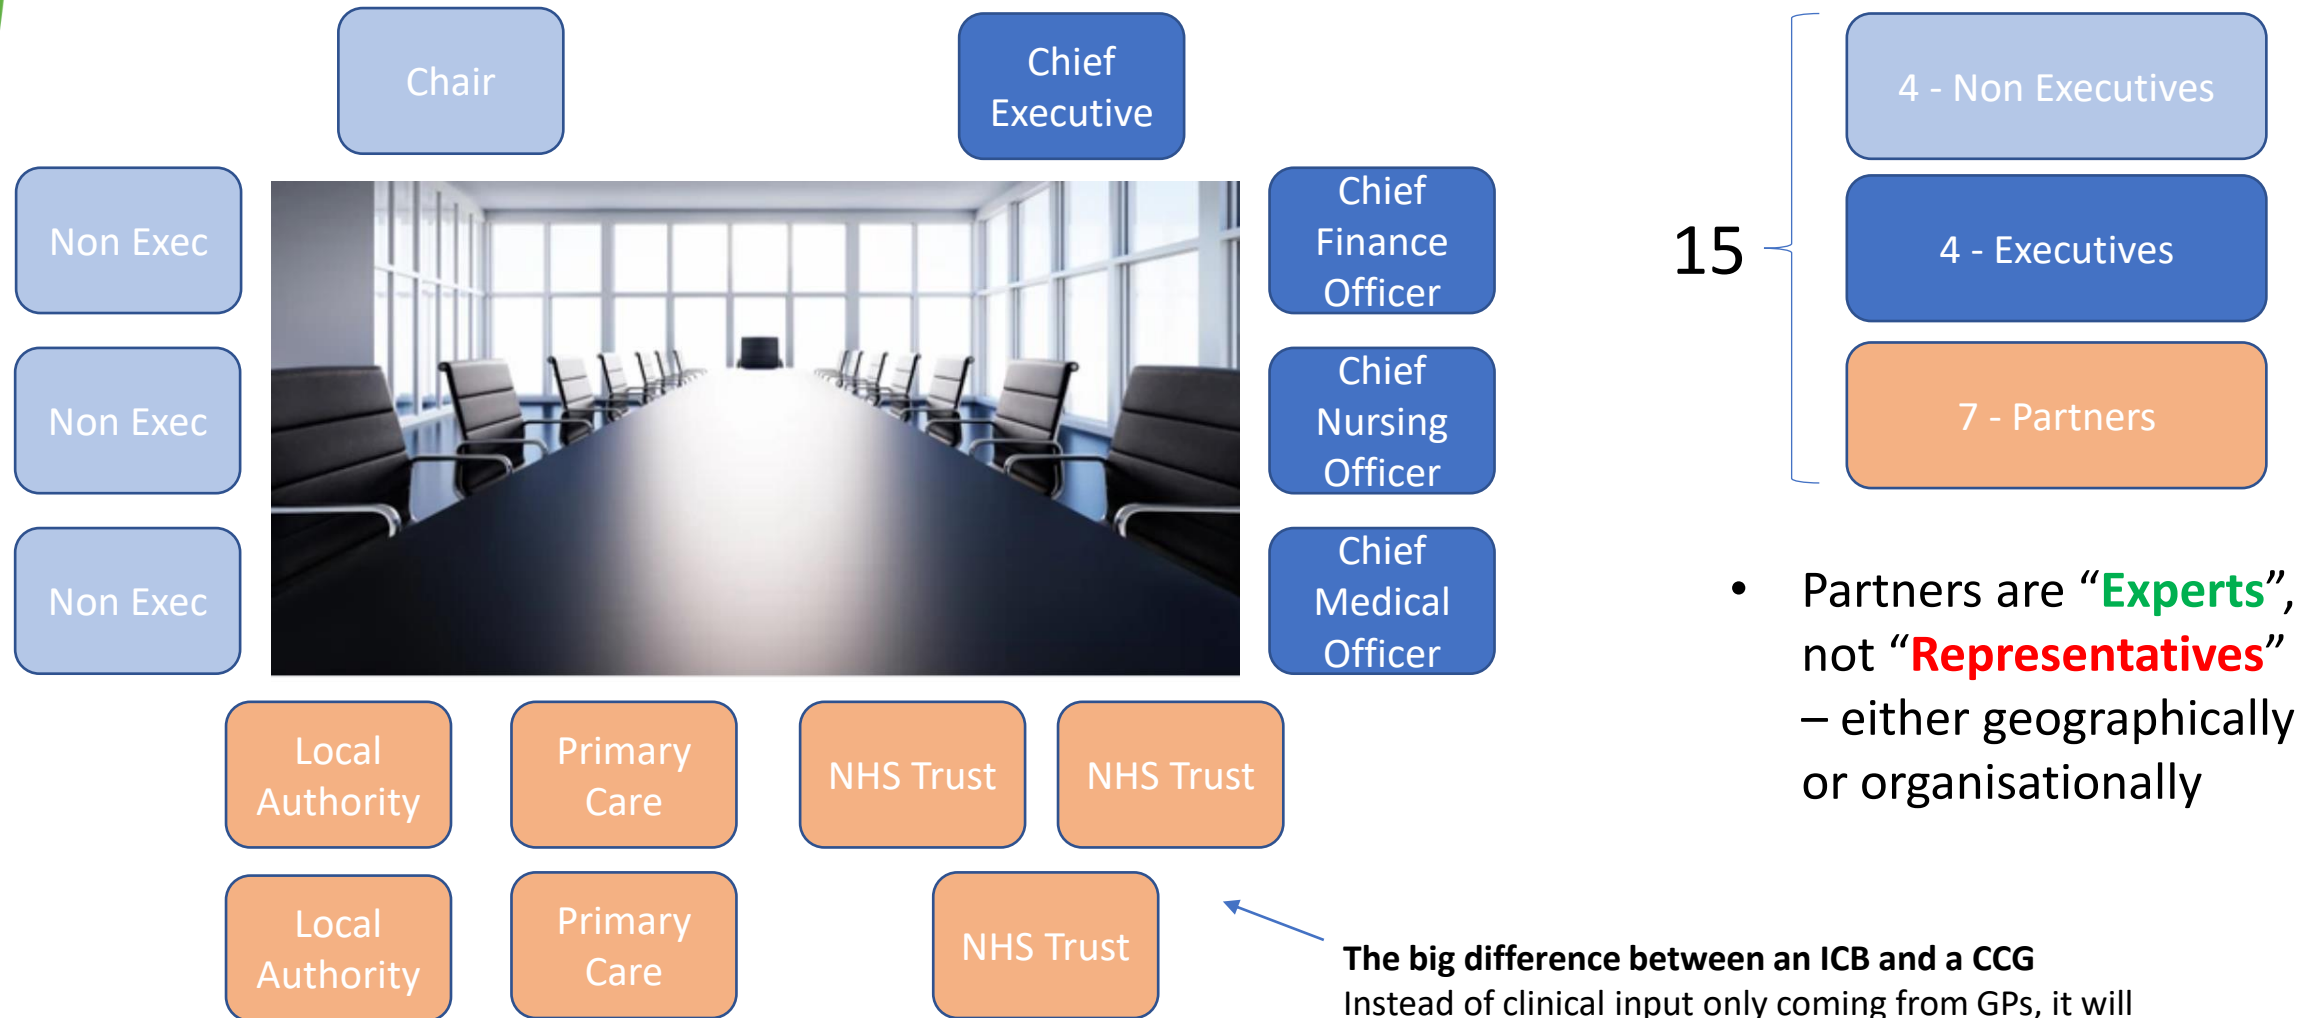 Chair
Chief
Executive
Non Exec
Non Exec
Non Exec
Chief
Finance
Officer
Chief
Nursing
Officer
Chief
Medical
Officer
Local
Authority
Primary
Care
NHS Trust
NHS Trust
Local
Authority
Primary
Care
NHS Trust
15
4 - Non Executives
4 - Executives
7 - Partners
• Partners are “Experts”,
not “Representatives”
– either geographically
or organisationally
The big difference between an ICB and a CCG
Instead of clinical input only coming from GPs, it will